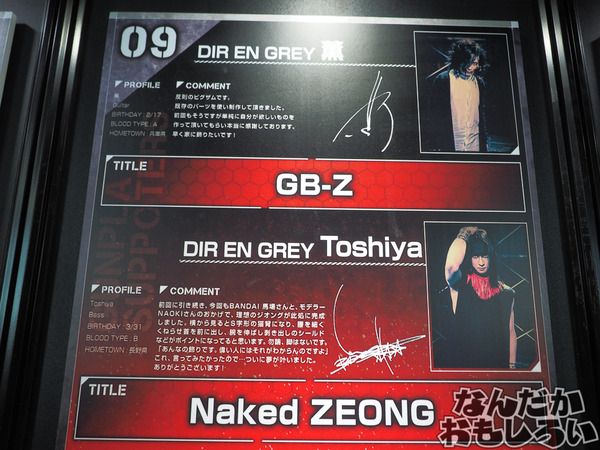 09
DIR EN GREY 薫
PROFILE
薫
Guitar
BIRTHDAY : 2/17
BLOOD TYPE : A
HOMETOWN : 兵庫県
COMMENT
反則のビグザムです。
既存のパーツを使い制作して頂きました。
前回もそうですが単純に自分が欲しいものを
作って頂いてもらい本当に感謝しております。
早く家に飾りたいです!
TITLE
GB-Z
GUNPLA
SUPPORTERS
DIR EN GREY Toshiya
PROFILE
Toshiya
Bass
BIRTHDAY : 3/31
BLOOD TYPE : B
HOMETOWN : 長野県
COMMENT
前回に引き続き、今回もBANDAI 馬場さんと、モデラー
NAOKIさんのおかげで、理想のジオングが此処に完成
しました。横から見るとS字形の猫背になり、腰を細く
くねらせ首を前に出し、腕を伸ばし剥き出しのシールド
などがポイントになってると思います。勿論、脚はないです。
「あんなの飾りです。偉い人にはそれがわからんのですよ」
これ、言ってみたかったので…ついに夢が叶いました。
ありがとうございます!
TITLE
Naked ZEONG
なんだか
おもしろい